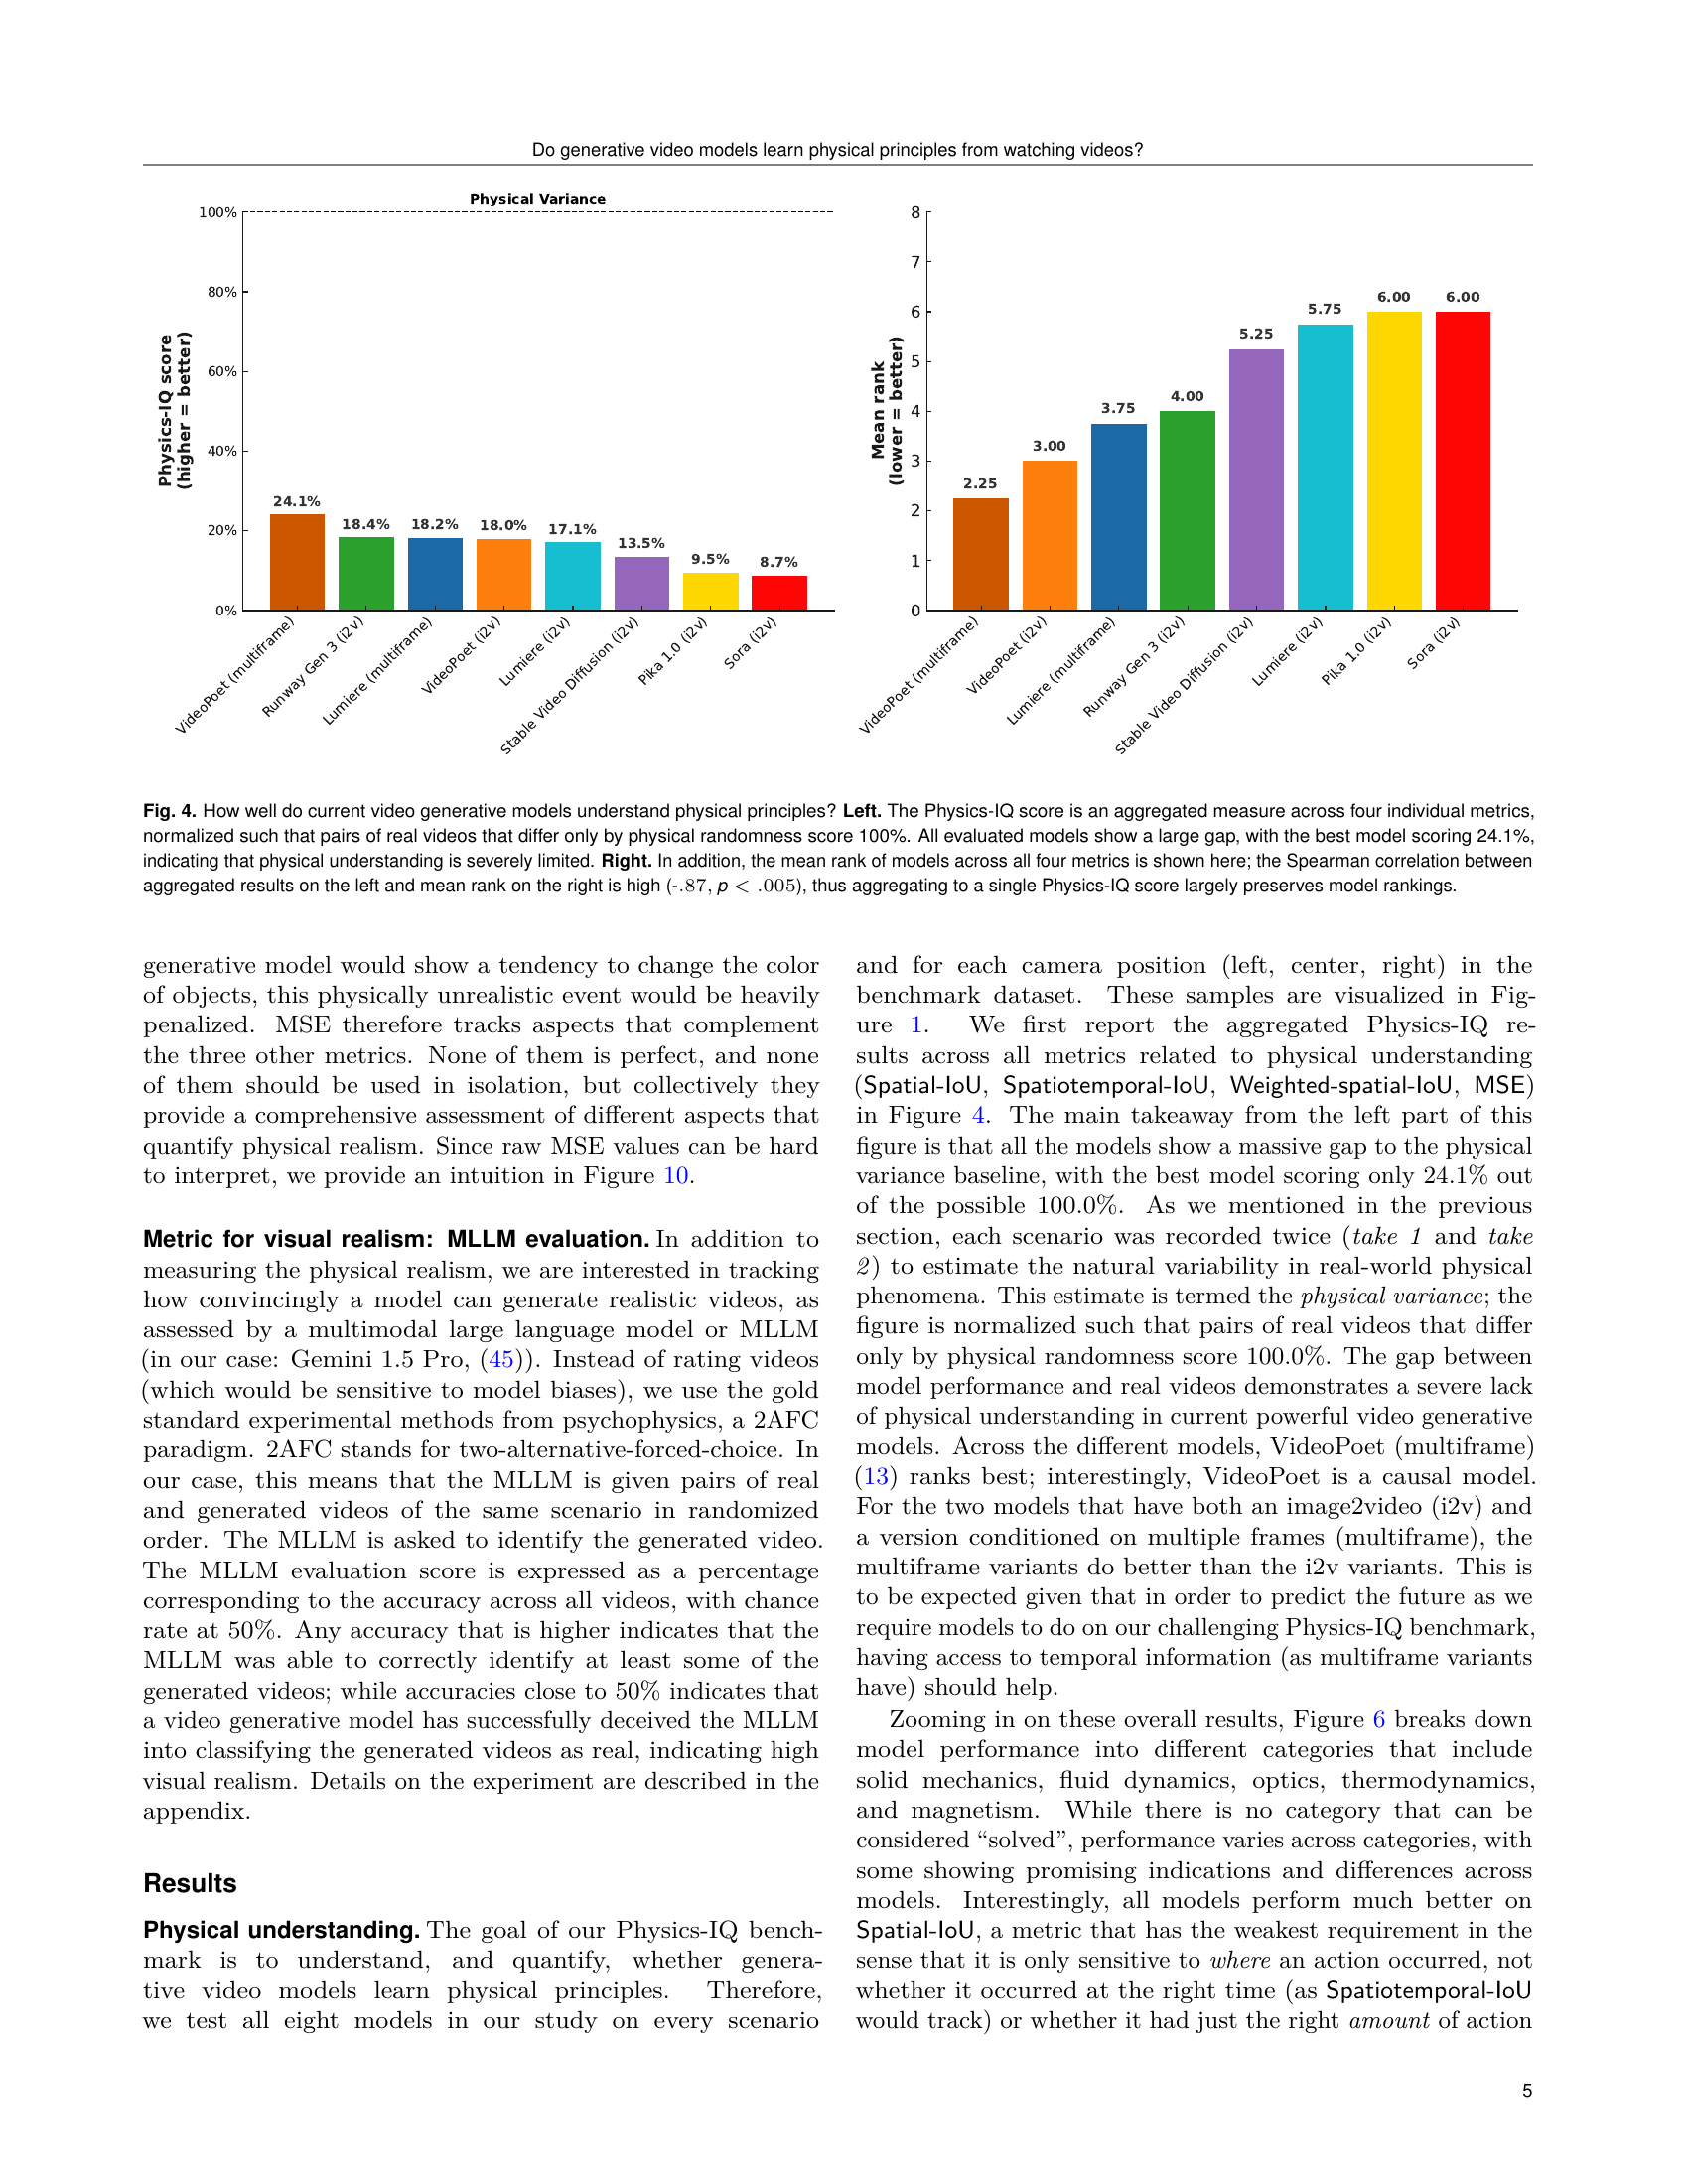 Do generative video models learn physical principles from watching videos?
Physical Variance
100%
80%
60%
40%
20%
0%
Physics-IQ score
(higher = better)
24.1%
18.4%
18.2%
18.0%
17.1%
13.5%
9.5%
8.7%
VideoPoet (multiframe)
Runway Gen 3 (i2v)
Lumiere (multiframe)
VideoPoet (i2v)
Lumiere (i2v)
Stable Video Diffusion (i2v)
Pika 1.0 (i2v)
Sora (i2v)
8
7
6
5
4
3
2
1
0
Mean rank
(lower = better)
2.25
3.00
3.75
4.00
5.25
5.75
6.00
6.00
VideoPoet (multiframe)
VideoPoet (i2v)
Lumiere (multiframe)
Runway Gen 3 (i2v)
Stable Video Diffusion (i2v)
Lumiere (i2v)
Pika 1.0 (i2v)
Sora (i2v)
Fig. 4. How well do current video generative models understand physical principles? Left. The Physics-IQ score is an aggregated measure across four individual metrics,
normalized such that pairs of real videos that differ only by physical randomness score 100%. All evaluated models show a large gap, with the best model scoring 24.1%,
indicating that physical understanding is severely limited. Right. In addition, the mean rank of models across all four metrics is shown here; the Spearman correlation between
aggregated results on the left and mean rank on the right is high (-.87, p < .005), thus aggregating to a single Physics-IQ score largely preserves model rankings.
generative model would show a tendency to change the color
of objects, this physically unrealistic event would be heavily
penalized. MSE therefore tracks aspects that complement
the three other metrics. None of them is perfect, and none
of them should be used in isolation, but collectively they
provide a comprehensive assessment of different aspects that
quantify physical realism. Since raw MSE values can be hard
to interpret, we provide an intuition in Figure 10.
Metric for visual realism: MLLM evaluation. In addition to
measuring the physical realism, we are interested in tracking
how convincingly a model can generate realistic videos, as
assessed by a multimodal large language model or MLLM
(in our case: Gemini 1.5 Pro, (45)). Instead of rating videos
(which would be sensitive to model biases), we use the gold
standard experimental methods from psychophysics, a 2AFC
paradigm. 2AFC stands for two-alternative-forced-choice. In
our case, this means that the MLLM is given pairs of real
and generated videos of the same scenario in randomized
order. The MLLM is asked to identify the generated video.
The MLLM evaluation score is expressed as a percentage
corresponding to the accuracy across all videos, with chance
rate at 50%. Any accuracy that is higher indicates that the
MLLM was able to correctly identify at least some of the
generated videos; while accuracies close to 50% indicates that
a video generative model has successfully deceived the MLLM
into classifying the generated videos as real, indicating high
visual realism. Details on the experiment are described in the
appendix.
Results
Physical understanding. The goal of our Physics-IQ bench-
mark is to understand, and quantify, whether genera-
tive video models learn physical principles. Therefore,
we test all eight models in our study on every scenario
and for each camera position (left, center, right) in the
benchmark dataset. These samples are visualized in Fig-
ure 1. We first report the aggregated Physics-IQ re-
sults across all metrics related to physical understanding
(Spatial-IoU, Spatiotemporal-IoU, Weighted-spatial-IoU, MSE)
in Figure 4. The main takeaway from the left part of this
figure is that all the models show a massive gap to the physical
variance baseline, with the best model scoring only 24.1% out
of the possible 100.0%. As we mentioned in the previous
section, each scenario was recorded twice (take 1 and take
2) to estimate the natural variability in real-world physical
phenomena. This estimate is termed the physical variance; the
figure is normalized such that pairs of real videos that differ
only by physical randomness score 100.0%. The gap between
model performance and real videos demonstrates a severe lack
of physical understanding in current powerful video generative
models. Across the different models, VideoPoet (multiframe)
(13) ranks best; interestingly, VideoPoet is a causal model.
For the two models that have both an image2video (i2v) and
a version conditioned on multiple frames (multiframe), the
multiframe variants do better than the i2v variants. This is
to be expected given that in order to predict the future as we
require models to do on our challenging Physics-IQ benchmark,
having access to temporal information (as multiframe variants
have) should help.
Zooming in on these overall results, Figure 6 breaks down
model performance into different categories that include
solid mechanics, fluid dynamics, optics, thermodynamics,
and magnetism. While there is no category that can be
considered “solved”, performance varies across categories, with
some showing promising indications and differences across
models. Interestingly, all models perform much better on
Spatial-IoU, a metric that has the weakest requirement in the
sense that it is only sensitive to where an action occurred, not
whether it occurred at the right time (as Spatiotemporal-IoU
would track) or whether it had just the right amount of action
5